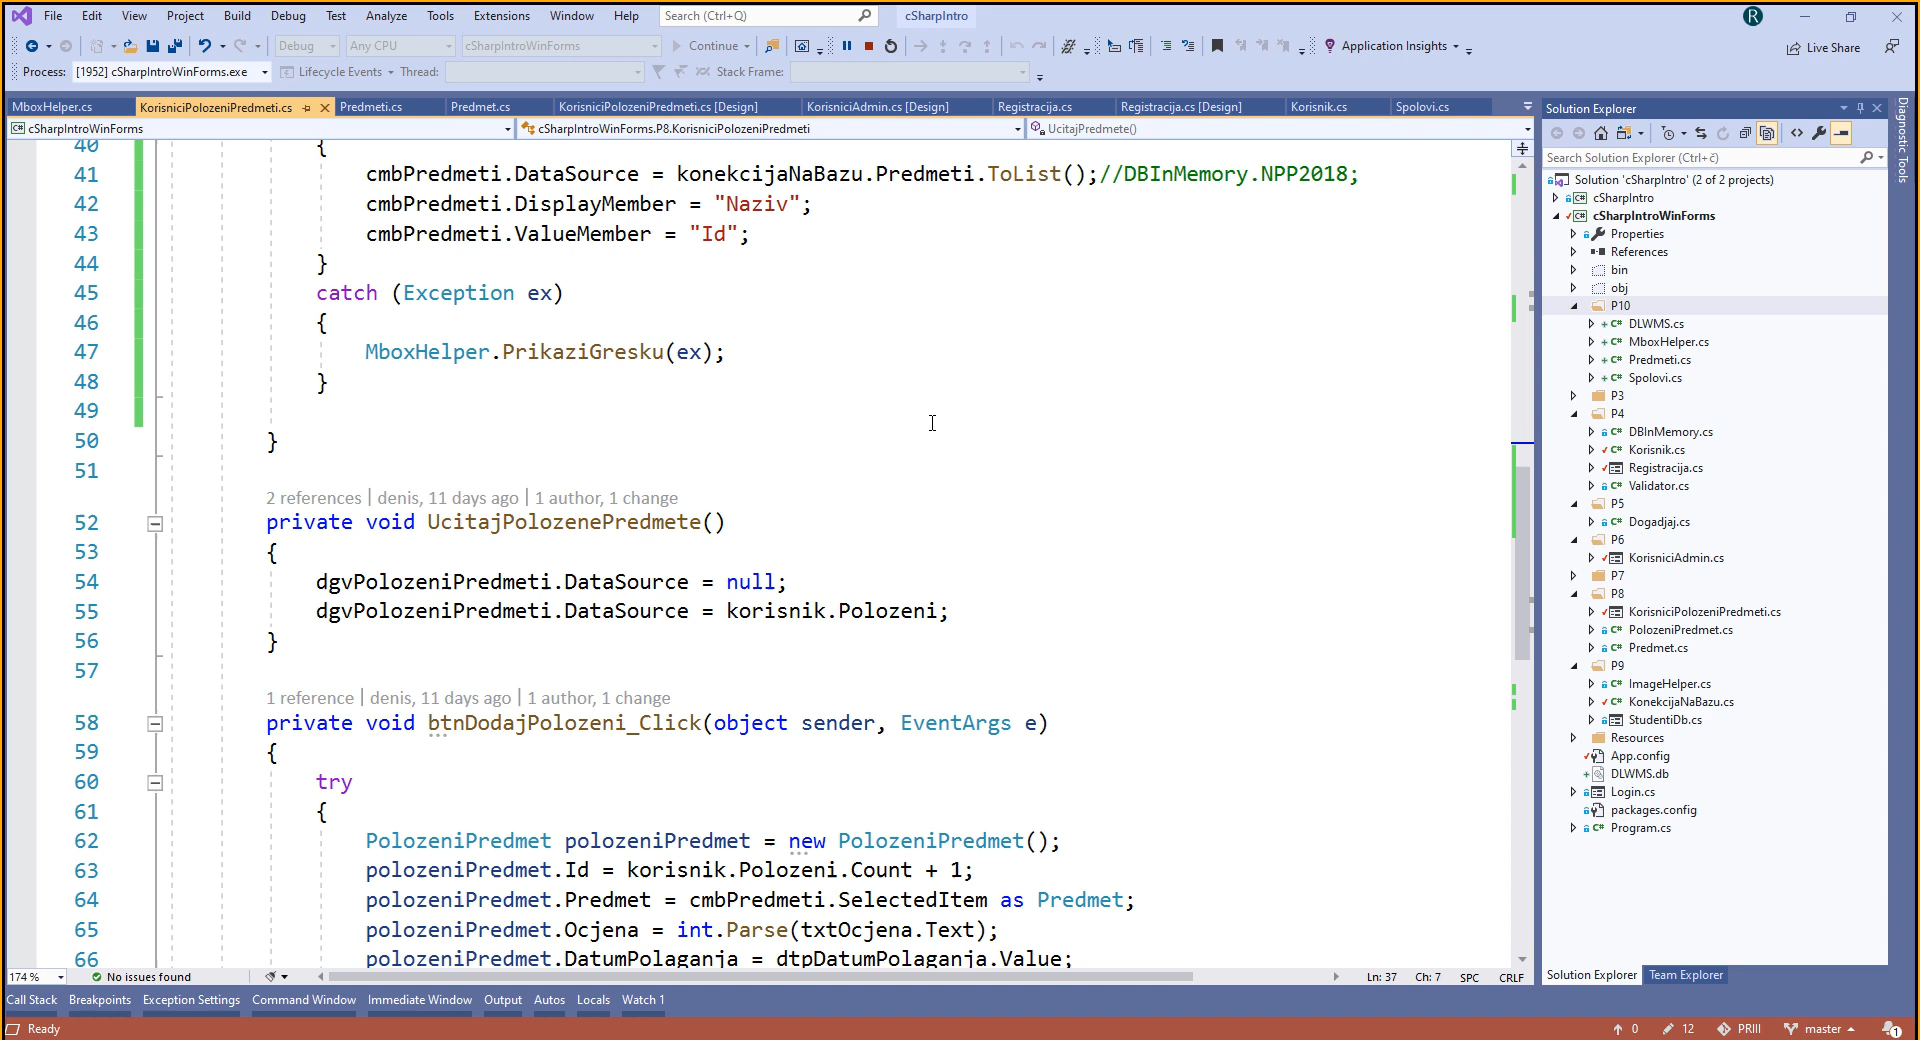 File Edit View Project Build Debug Test Analyze Tools Extensions Window Help Search (Ctrl+Q) cSharpIntro R
Debug Any CPU cSharpIntroWinForms Continue Application Insights Live Share
Process: [1952] cSharpIntroWinForms.exe Lifecycle Events Thread: Stack Frame:
MboxHelper.cs KorisniciPolozeniPredmeti.cs Predmeti.cs Predmet.cs KorisniciPolozeniPredmeti.cs [Design] KorisniciAdmin.cs [Design] Registracija.cs Registracija.cs [Design] Korisnik.cs Spolovi.cs
cSharpIntroWinForms cSharpIntroWinForms.P8.KorisniciPolozeniPredmeti UcitajPredmete()
40 {
41 cmbPredmeti.DataSource = konekcijaNaBazu.Predmeti.ToList();//DBInMemory.NPP2018;
42 cmbPredmeti.DisplayMember = "Naziv";
43 cmbPredmeti.ValueMember = "Id";
44 }
45 catch (Exception ex)
46 {
47 MboxHelper.PrikaziGresku(ex);
48 }
49
50 }
51
2 references | denis, 11 days ago | 1 author, 1 change
52 private void UcitajPolozenePredmete()
53 {
54 dgvPolozeniPredmeti.DataSource = null;
55 dgvPolozeniPredmeti.DataSource = korisnik.Polozeni;
56 }
57
1 reference | denis, 11 days ago | 1 author, 1 change
58 private void btnDodajPolozeni_Click(object sender, EventArgs e)
59 {
60 try
61 {
62 PolozeniPredmet polozeniPredmet = new PolozeniPredmet();
63 polozeniPredmet.Id = korisnik.Polozeni.Count + 1;
64 polozeniPredmet.Predmet = cmbPredmeti.SelectedItem as Predmet;
65 polozeniPredmet.Ocjena = int.Parse(txtOcjena.Text);
66 polozeniPredmet.DatumPolaganja = dtpDatumPolaganja.Value;
174 % No issues found Ln: 37 Ch: 7 SPC CRLF
Solution Explorer
Search Solution Explorer (Ctrl+č)
Solution 'cSharpIntro' (2 of 2 projects)
cSharpIntro
cSharpIntroWinForms
Properties
References
bin
obj
P10
DLWMS.cs
MboxHelper.cs
Predmeti.cs
Spolovi.cs
P3
P4
DBInMemory.cs
Korisnik.cs
Registracija.cs
Validator.cs
P5
Dogadjaj.cs
P6
KorisniciAdmin.cs
P7
P8
KorisniciPolozeniPredmeti.cs
PolozeniPredmet.cs
Predmet.cs
P9
ImageHelper.cs
KonekcijaNaBazu.cs
StudentiDb.cs
Resources
App.config
DLWMS.db
Login.cs
packages.config
Program.cs
Solution Explorer Team Explorer
Diagnostic Tools
Call Stack Breakpoints Exception Settings Command Window Immediate Window Output Autos Locals Watch 1
Ready 0 12 PRIII master 1